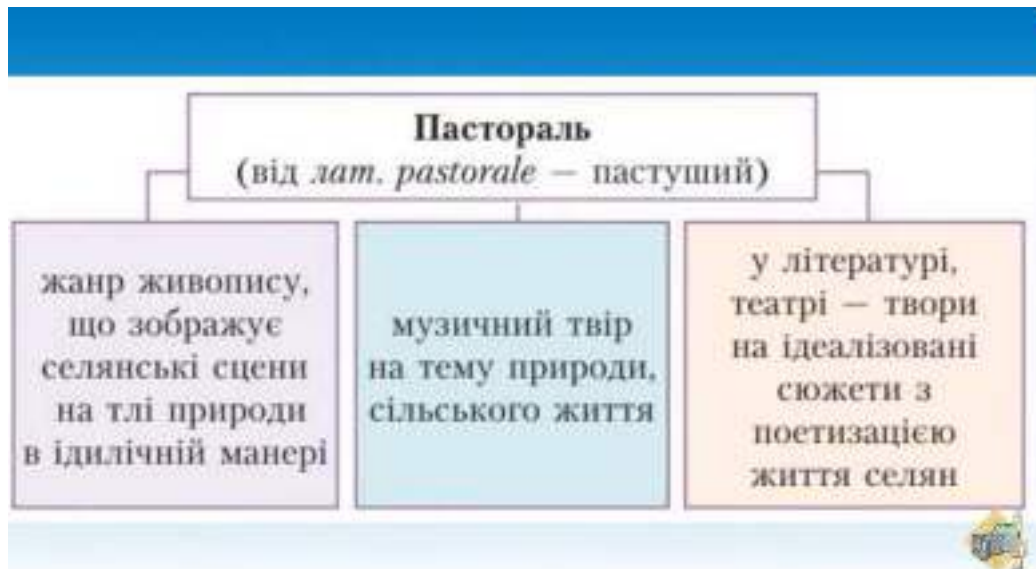 Пастораль
(від лат. pastorale — пастуший)
жанр живопису,
що зображує
селянські сцени
на тлі природи
в ідилічній манері
музичний твір
на тему природи,
сільського життя
у літературі,
театрі — твори
на ідеалізовані
сюжети з
поетизацією
життя селян